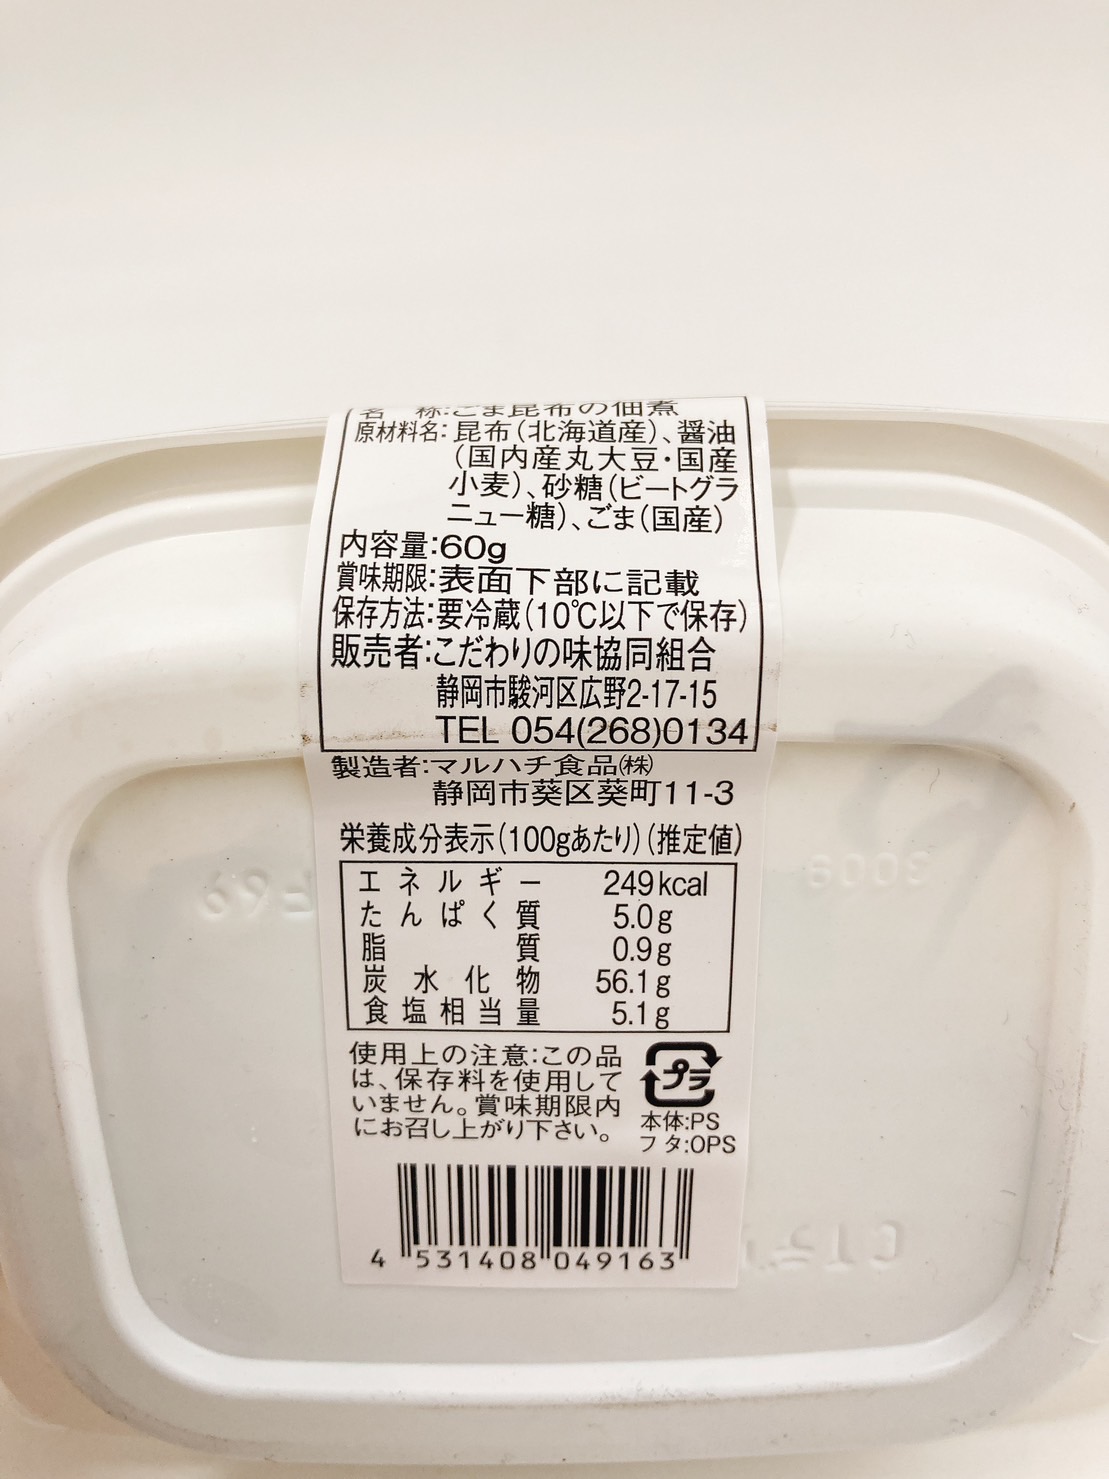 名　称:ごま昆布の佃煮
原材料名:昆布(北海道産)、醤油
(国内産丸大豆・国産
小麦)、砂糖(ビートグラ
ニュー糖)、ごま(国産)
内容量:60g
賞味期限:表面下部に記載
保存方法:要冷蔵(10℃以下で保存)
販売者:こだわりの味協同組合
静岡市駿河区広野2-17-15
TEL 054(268)0134
製造者:マルハチ食品㈱
静岡市葵区葵町11-3
栄養成分表示(100gあたり)(推定値)
エネルギー 249kcal
たんぱく質 5.0g
脂質 0.9g
炭水化物 56.1g
食塩相当量 5.1g
使用上の注意:この品
は、保存料を使用して
いません。賞味期限内
にお召し上がり下さい。
プラ
本体:PS
フタ:OPS
4 531408 049163